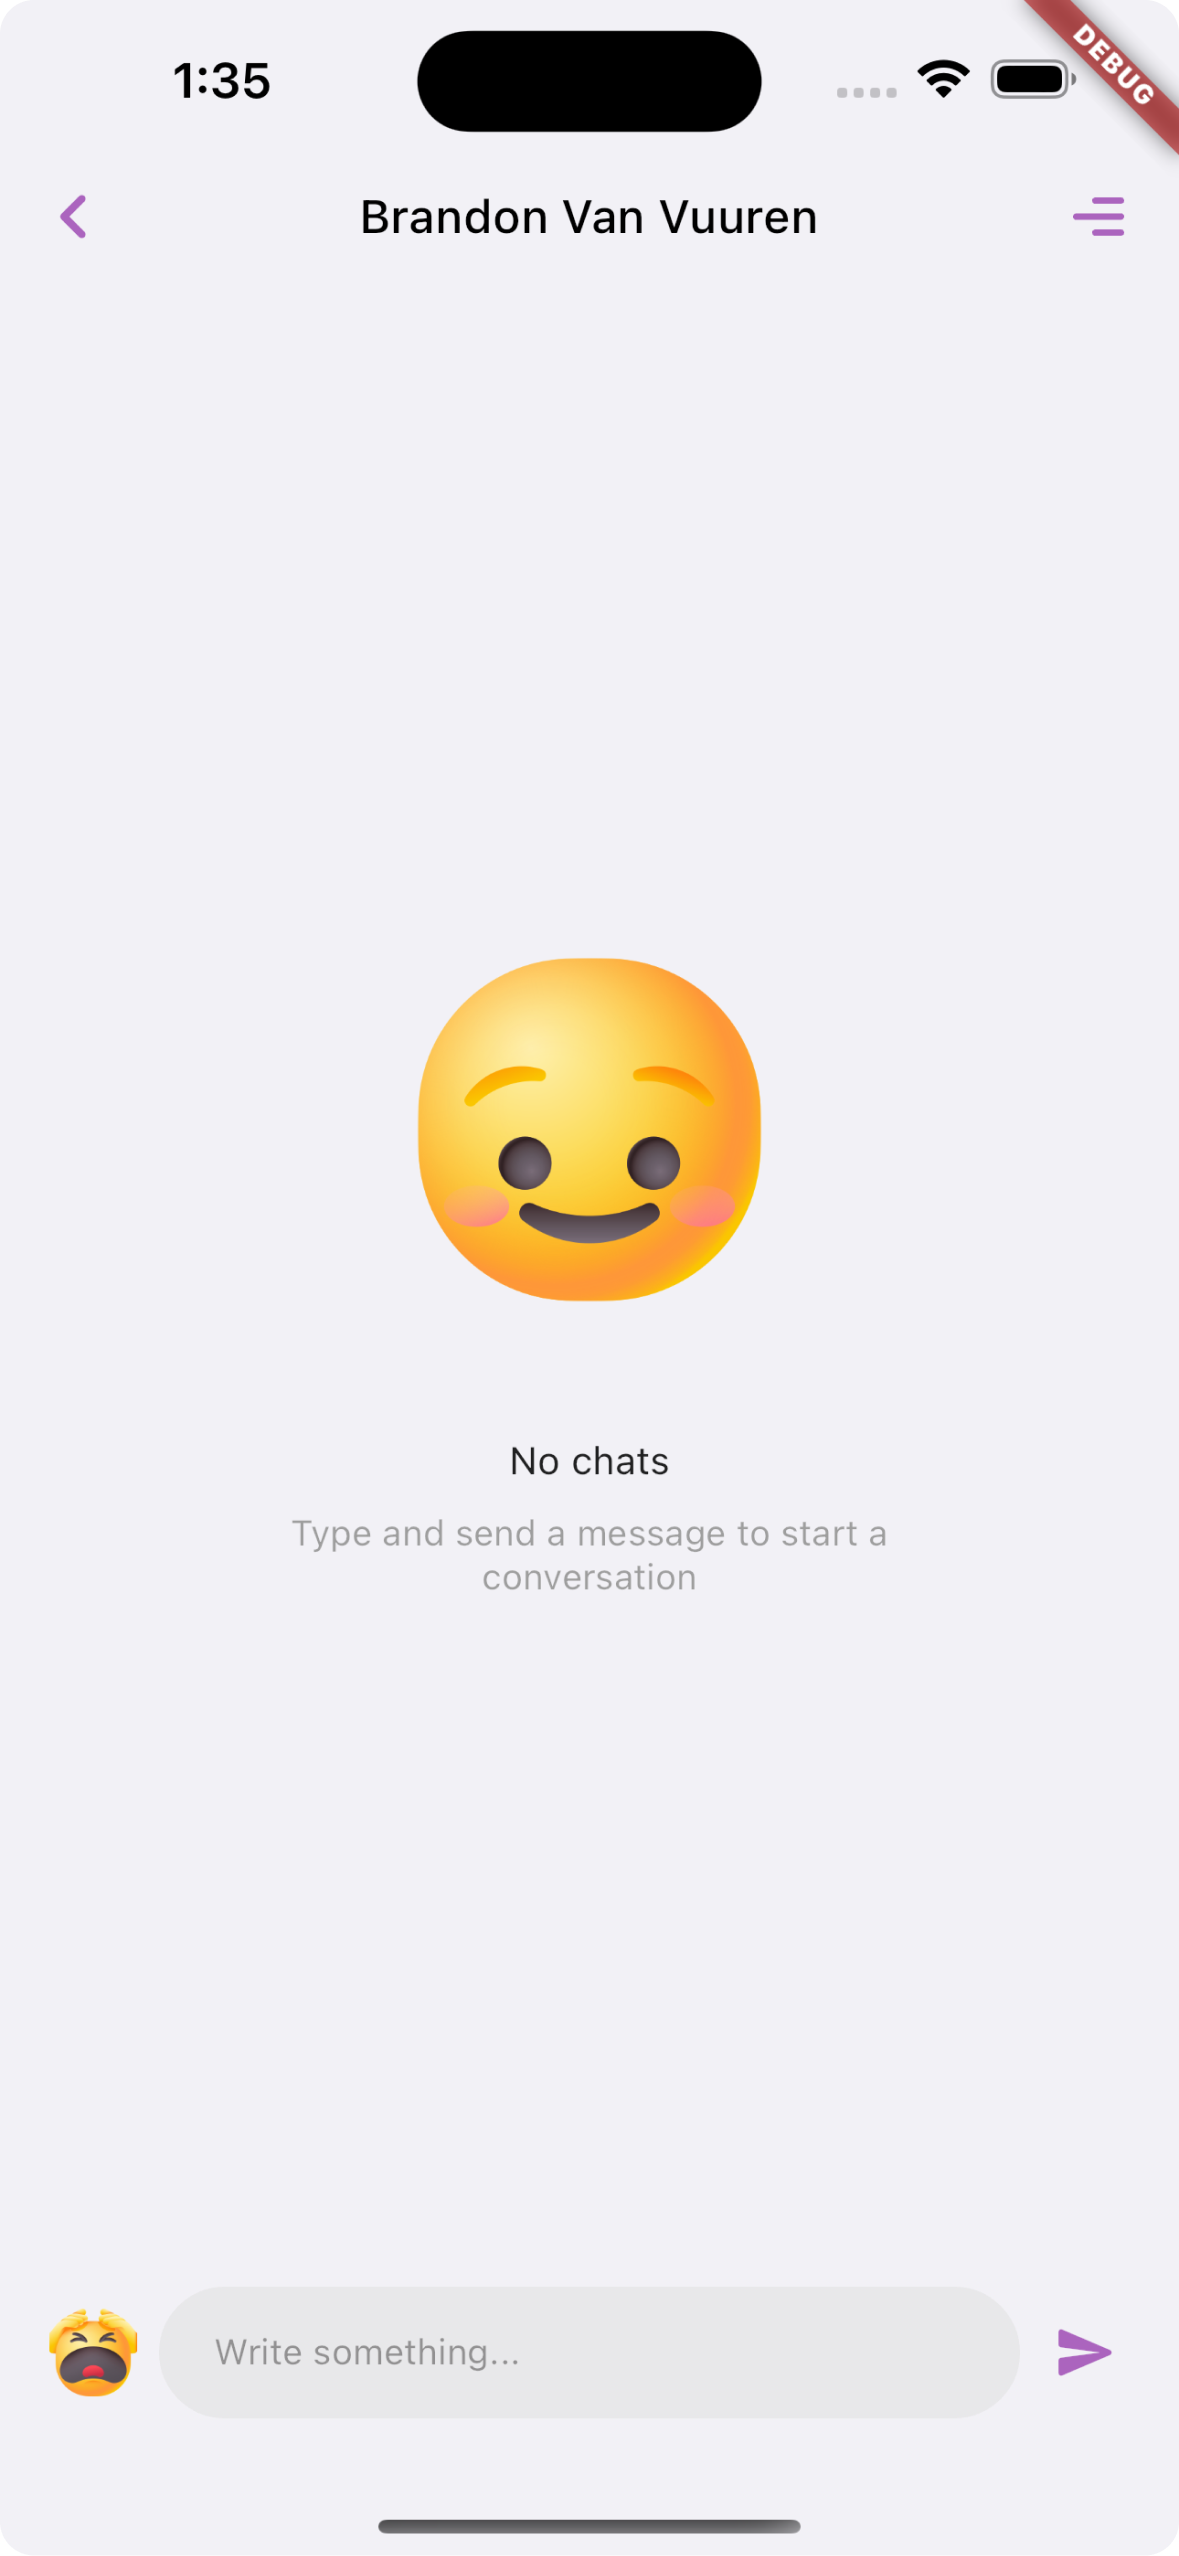 1:35
DEBUG
Brandon Van Vuuren
No chats
Type and send a message to start a
conversation
Write something...